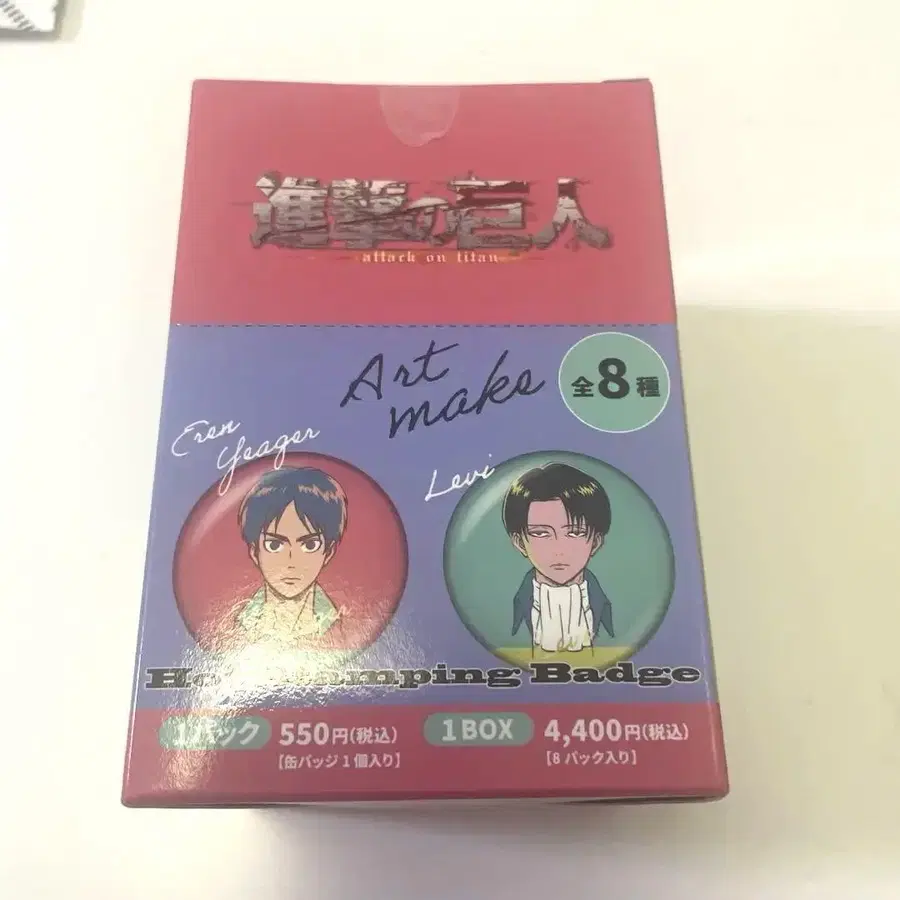 進撃の巨人
attack on titan
Art
make
全8種
Eren
Yeager
Levi
Badge
1パック 550円(税込)
【缶バッジ1個入り】
1BOX 4,400円(税込)
【8パック入り】